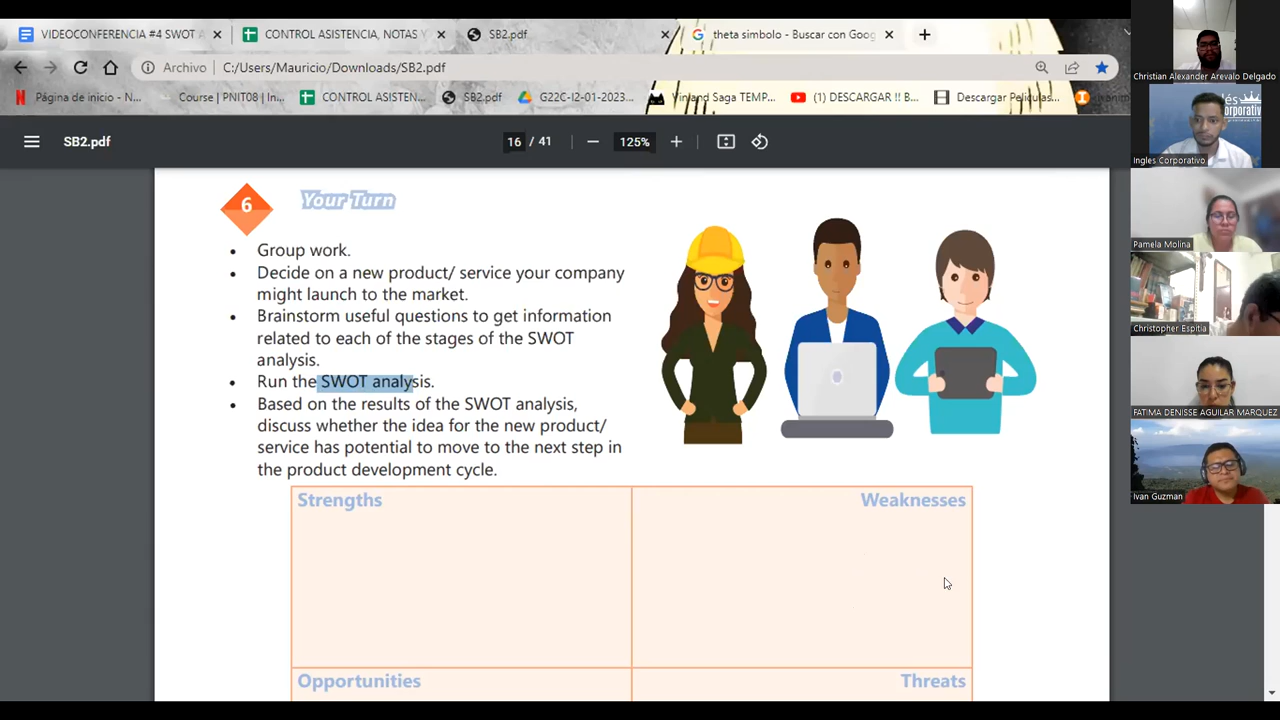 VIDEOCONFERENCIA #4 SWOT A
CONTROL ASISTENCIA, NOTAS Y
SB2.pdf
theta simbolo - Buscar con Goog
Archivo
C:/Users/Mauricio/Downloads/SB2.pdf
Página de inicio - N...
Course | PNIT08 | In...
CONTROL ASISTEN...
SB2.pdf
G22C-I2-01-2023...
Vinland Saga TEMP...
(1) DESCARGAR !! B...
Descargar Peliculas...
SB2.pdf
16 / 41
125%
6
Your Turn
• Group work.
• Decide on a new product/ service your company
might launch to the market.
• Brainstorm useful questions to get information
related to each of the stages of the SWOT
analysis.
• Run the SWOT analysis.
• Based on the results of the SWOT analysis,
discuss whether the idea for the new product/
service has potential to move to the next step in
the product development cycle.
Strengths
Weaknesses
Opportunities
Threats
Christian Alexander Arevalo Delgado
Ingles Corporativo
Pamela Molina
Christopher Espitia
FATIMA DENISSE AGUILAR MARQUEZ
Ivan Guzman